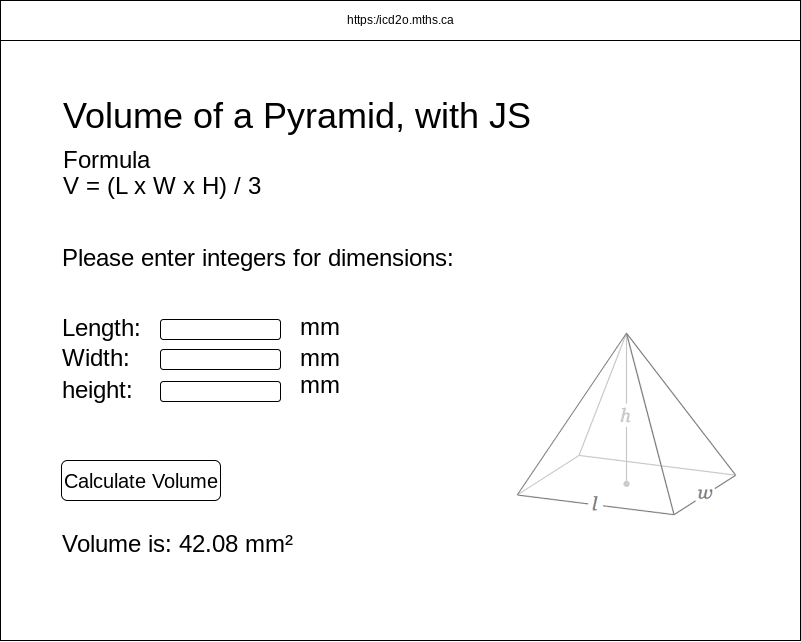 https:/icd2o.mths.ca
Volume of a Pyramid, with JS
Formula
V = (L x W x H) / 3
Please enter integers for dimensions:
Length: mm
Width: mm
height: mm
h
l
w
Calculate Volume
Volume is: 42.08 mm²